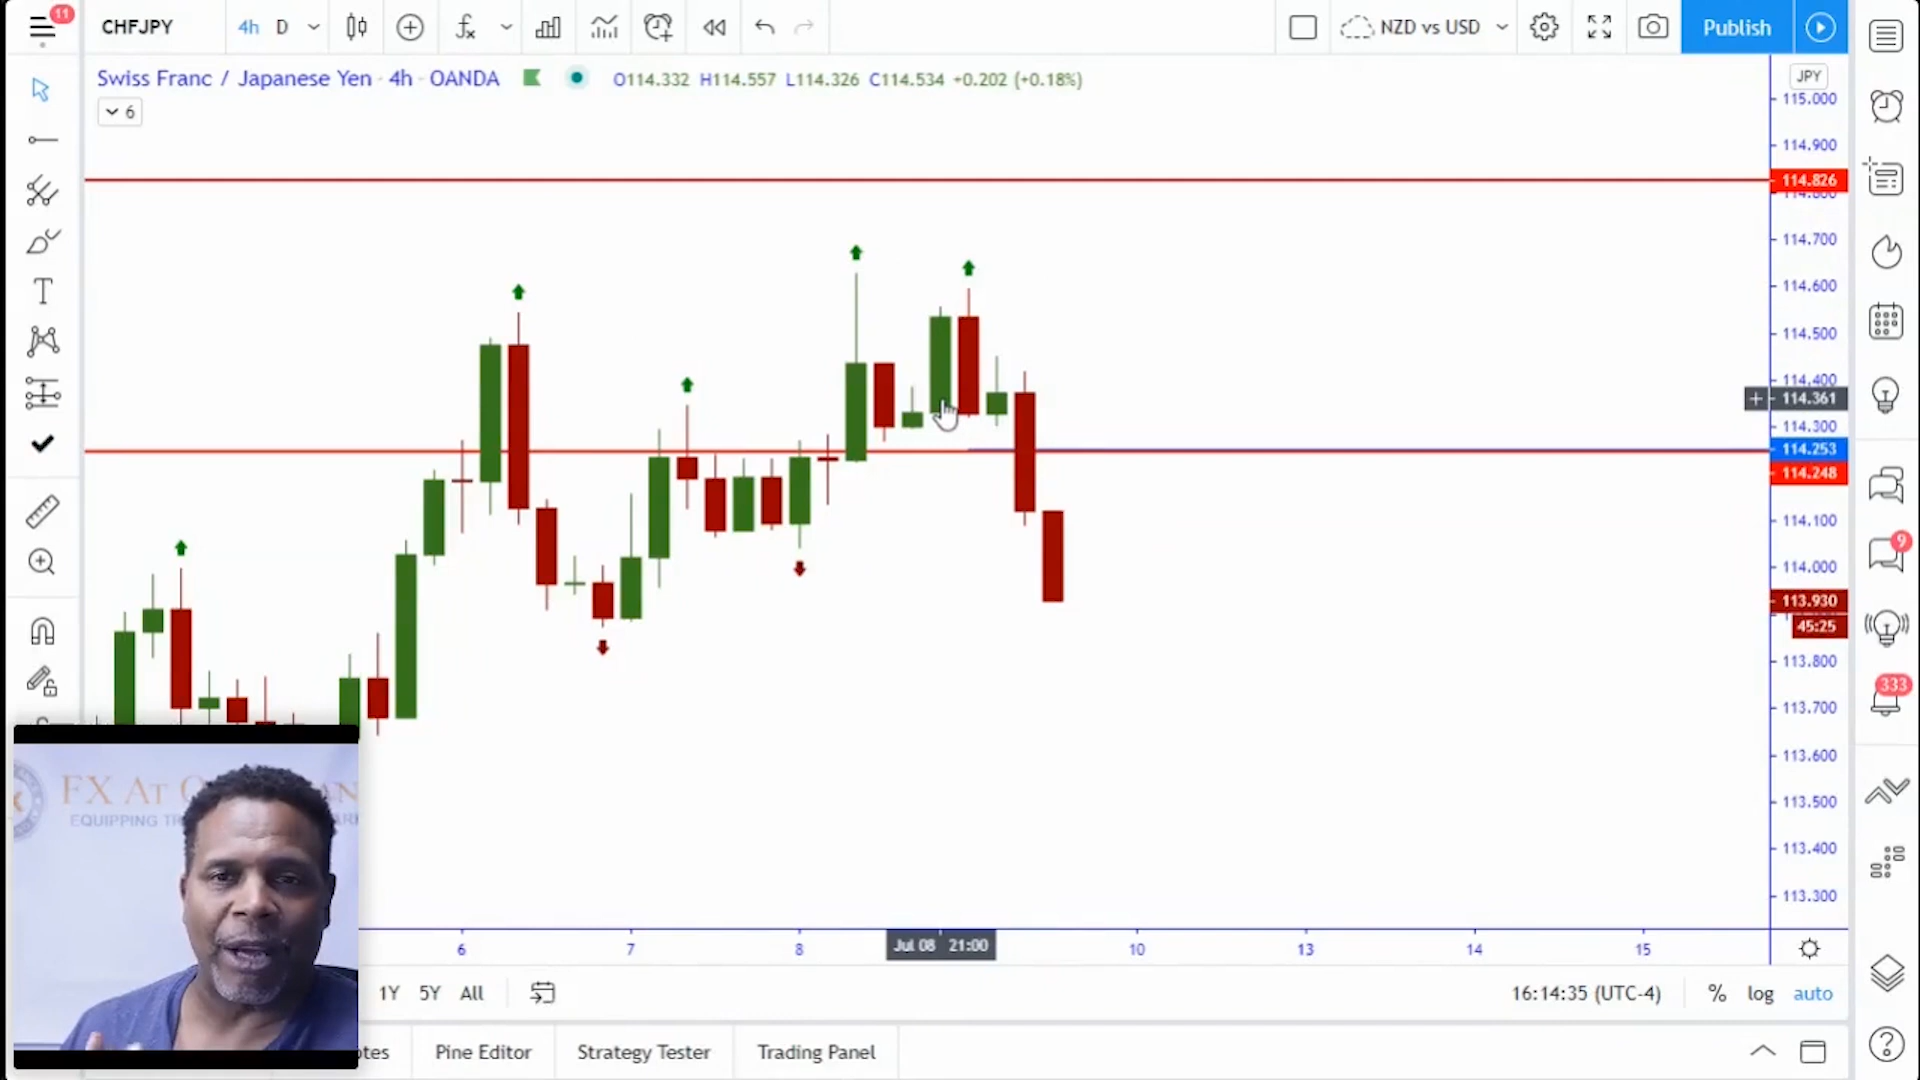 11
CHFJPY
4h
D
NZD vs USD
Publish
Swiss Franc / Japanese Yen · 4h · OANDA
O114.332 H114.557 L114.326 C114.534 +0.202 (+0.18%)
6
JPY
115.000
114.900
114.826
114.700
114.600
114.500
114.400
114.361
114.300
114.253
114.248
114.100
114.000
113.930
45:25
113.800
113.700
113.600
113.500
113.400
113.300
9
333
6
7
8
Jul 08 21:00
10
13
14
15
1Y
5Y
All
16:14:35 (UTC-4)
%
log
auto
Pine Editor
Strategy Tester
Trading Panel
FX AT
EQUIPPING